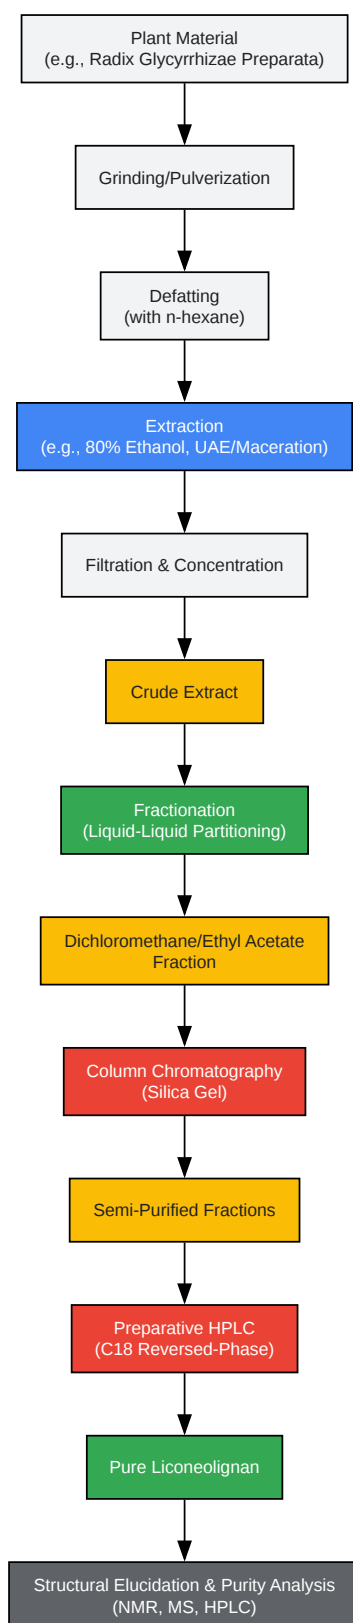 Plant Material
(e.g., Radix Glycyrrhizae Preparata)
Grinding/Pulverization
Defatting
(with n-hexane)
Extraction
(e.g., 80% Ethanol, UAE/Maceration)
Filtration & Concentration
Crude Extract
Fractionation
(Liquid-Liquid Partitioning)
Dichloromethane/Ethyl Acetate
Fraction
Column Chromatography
(Silica Gel)
Semi-Purified Fractions
Preparative HPLC
(C18 Reversed-Phase)
Pure Liconeolignan
Structural Elucidation & Purity Analysis
(NMR, MS, HPLC)